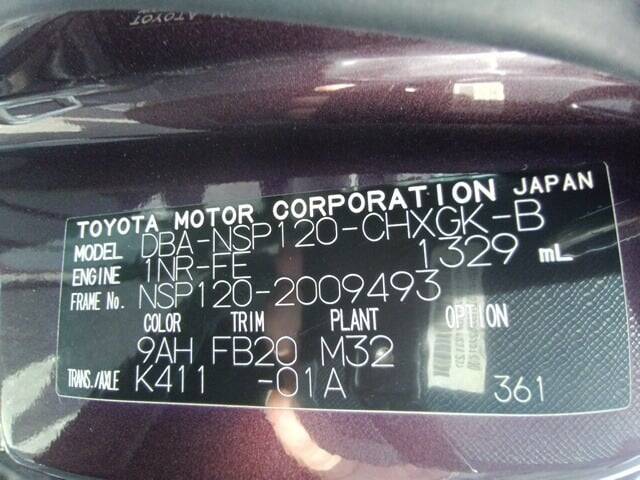 TOYOTA MOTOR CORPORATION JAPAN
MODEL DBA-NSP120-CHXGK-B
ENGINE 1NR-FE 1329 mL
FRAME No. NSP120-2009493
COLOR TRIM PLANT OPTION
9AH FB20 M32
TRANS./AXLE K411 -01A 361